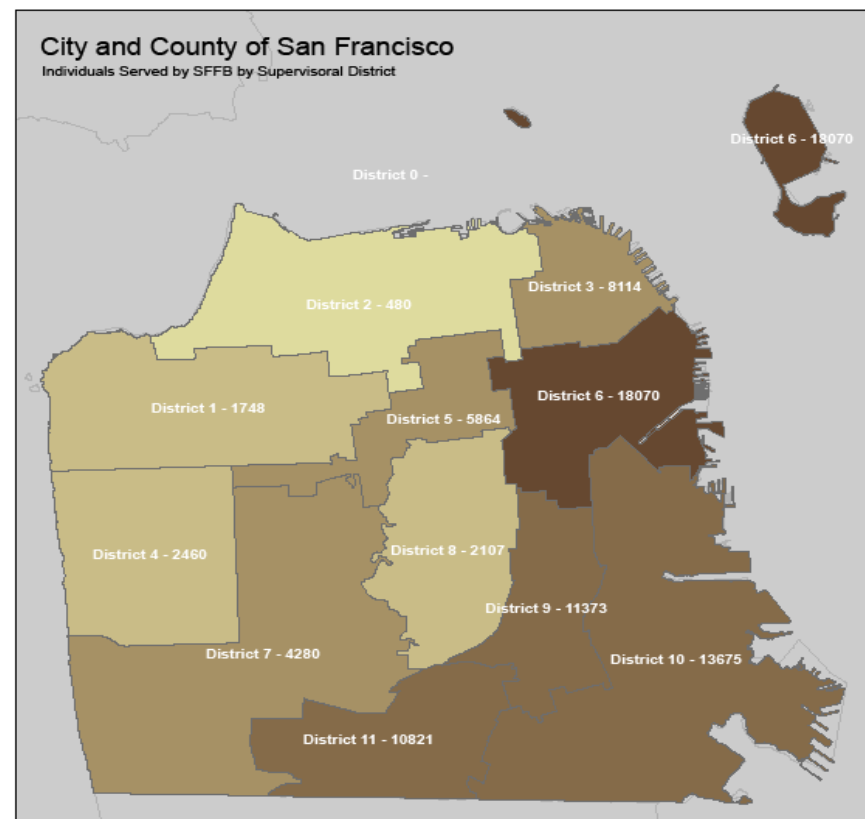 City and County of San Francisco
Individuals Served by SFFB by Supervisoral District
District 6 - 18070
District 0 -
District 3 - 8114
District 2 - 480
District 6 - 18070
District 1 - 1748
District 5 - 5864
District 8 - 2107
District 4 - 2460
District 9 - 11373
District 7 - 4280
District 10 - 13675
District 11 - 10821